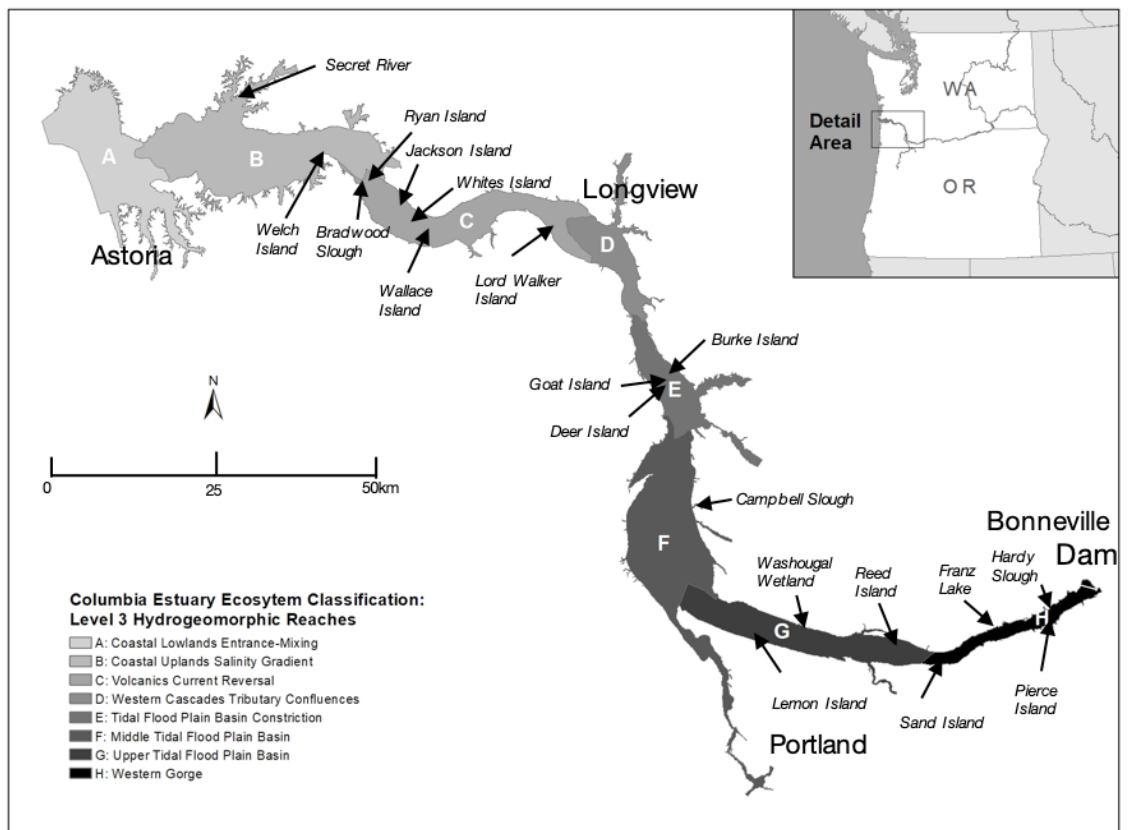 Secret River
Ryan Island
Jackson Island
Whites Island
Longview
A
B
C
D
Welch
Island
Bradwood
Slough
Astoria
Wallace
Island
Lord Walker
Island
WA
Detail
Area
OR
Burke Island
Goat Island
E
Deer Island
N
0
25
50km
Campbell Slough
F
Bonneville
Dam
Hardy
Slough
Franz
Lake
Reed
Island
Washougal
Wetland
G
H
Lemon Island
Sand Island
Pierce
Island
Portland
Columbia Estuary Ecosytem Classification:
Level 3 Hydrogeomorphic Reaches
A: Coastal Lowlands Entrance-Mixing
B: Coastal Uplands Salinity Gradient
C: Volcanics Current Reversal
D: Western Cascades Tributary Confluences
E: Tidal Flood Plain Basin Constriction
F: Middle Tidal Flood Plain Basin
G: Upper Tidal Flood Plain Basin
H: Western Gorge